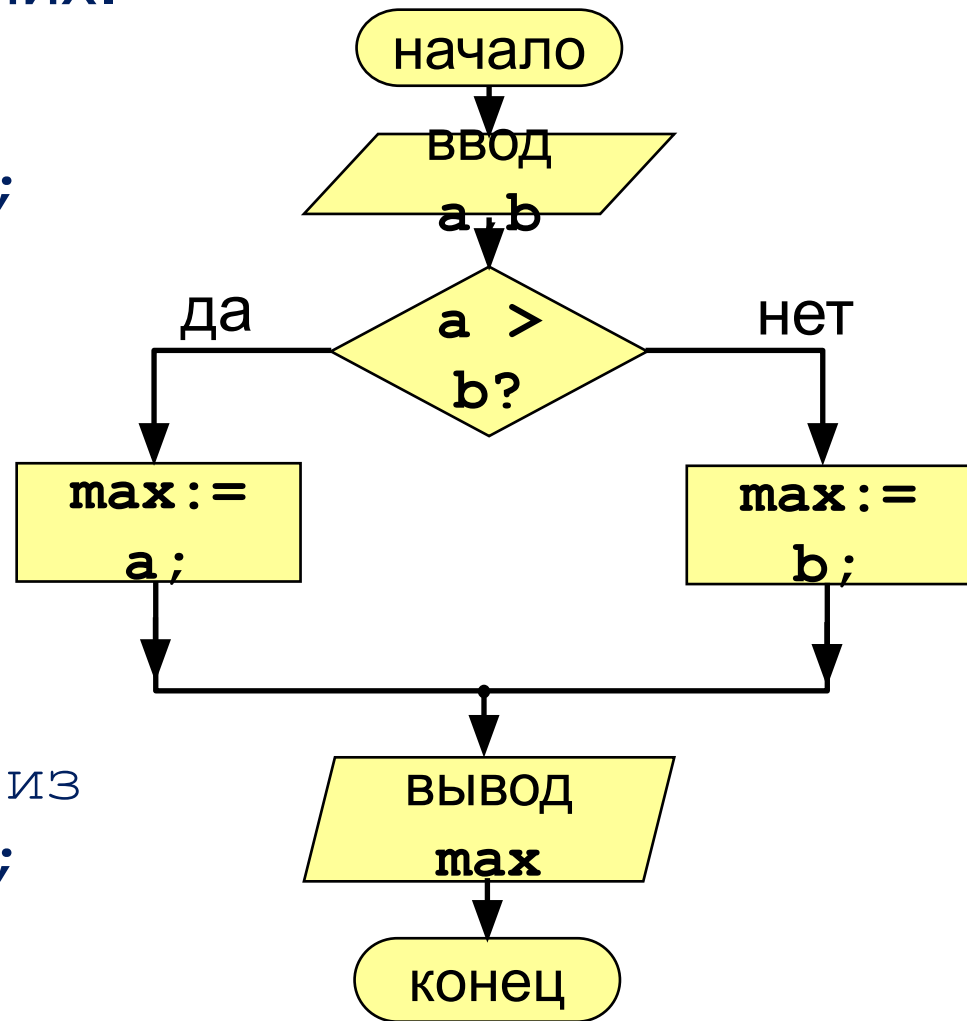 начало
;
ввод
a,b
да
a >
b?
нет
max:=
a;
max:=
b;
из
вывод
;
max
конец